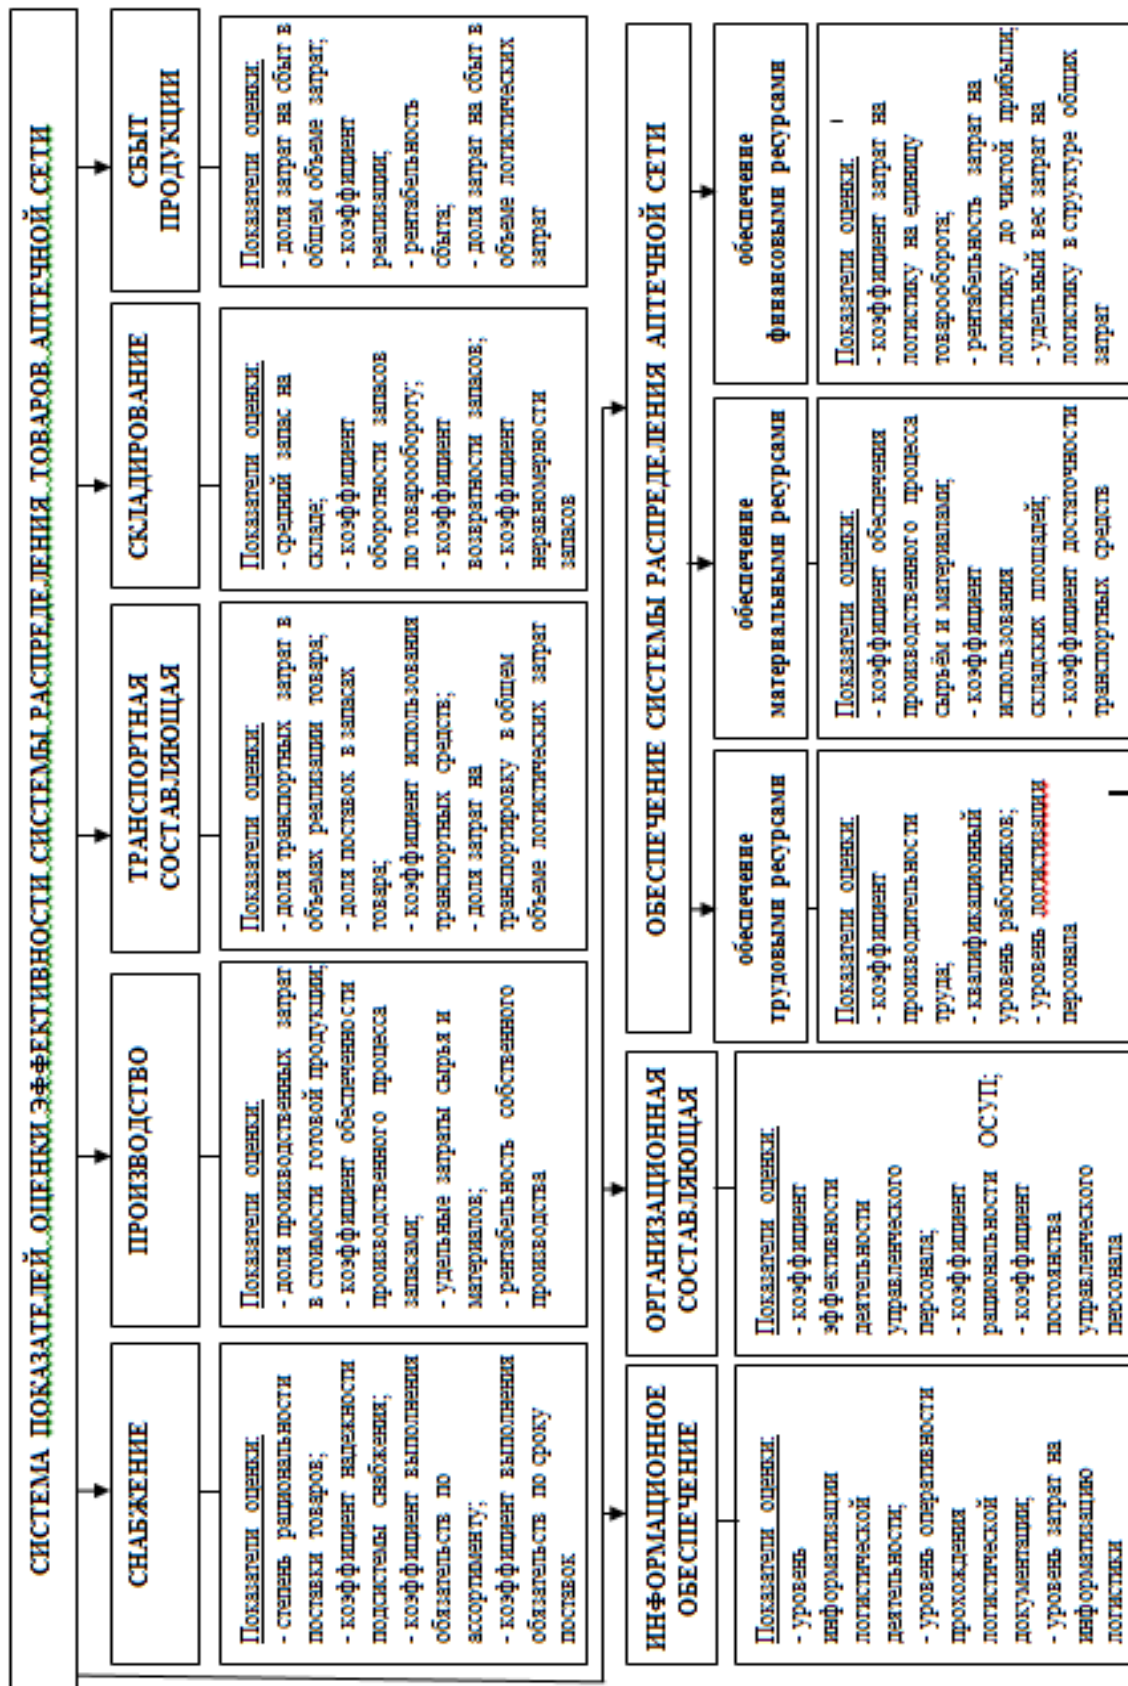 СИСТЕМА ПОКАЗАТЕЛЕЙ ОЦЕНКИ ЭФФЕКТИВНОСТИ СИСТЕМЫ РАСПРЕДЕЛЕНИЯ ТОВАРОВ АПТЕЧНОЙ СЕТИ
СНАБЖЕНИЕ
Показатели оценки:
- степень рациональности
поставки товаров;
- коэффициент надежности
подсистемы снабжения;
- коэффициент выполнения
обязательств по
ассортименту;
- коэффициент выполнения
обязательств по сроку
поставок
ПРОИЗВОДСТВО
Показатели оценки:
- доля производственных затрат
в стоимости готовой продукции;
- коэффициент обеспеченности
производственного процесса
запасами;
- удельные затраты сырья и
материалов;
- рентабельность собственного
производства
ТРАНСПОРТНАЯ
СОСТАВЛЯЮЩАЯ
Показатели оценки:
- доля транспортных затрат в
объемах реализации товара;
- доля поставок в запасах
товара;
- коэффициент использования
транспортных средств;
- доля затрат на
транспортировку в общем
объеме логистических затрат
СКЛАДИРОВАНИЕ
Показатели оценки:
- средний запас на
складе;
- коэффициент
оборотности запасов
по товарообороту;
- коэффициент
возвратности запасов;
- коэффициент
неравномерности
запасов
СБЫТ
ПРОДУКЦИИ
Показатели оценки:
- доля затрат на сбыт в
общем объеме затрат;
- коэффициент
реализации;
- рентабельность
сбыта;
- доля затрат на сбыт в
объеме логистических
затрат
ИНФОРМАЦИОННОЕ
ОБЕСПЕЧЕНИЕ
Показатели оценки:
- уровень
информатизации
логистической
деятельности;
- уровень оперативности
прохождения
логистической
документации;
- уровень затрат на
информатизацию
логистики
ОРГАНИЗАЦИОННАЯ
СОСТАВЛЯЮЩАЯ
Показатели оценки:
- коэффициент
эффективности
деятельности
управленческого
персонала;
- коэффициент
рациональности ОСУП;
- коэффициент
постоянства
управленческого
персонала
ОБЕСПЕЧЕНИЕ СИСТЕМЫ РАСПРЕДЕЛЕНИЯ АПТЕЧНОЙ СЕТИ
обеспечение
трудовыми ресурсами
Показатели оценки:
- коэффициент
производительности
труда;
- квалификационный
уровень работников;
- уровень логистизации
персонала
обеспечение
материальными ресурсами
Показатели оценки:
- коэффициент обеспечения
производственного процесса
сырьём и материалами;
- коэффициент
использования
складских площадей;
- коэффициент достаточности
транспортных средств
обеспечение
финансовыми ресурсами
Показатели оценки:
- коэффициент затрат на
логистику на единицу
товарооборота;
- рентабельность затрат на
логистику до чистой прибыли;
- удельный вес затрат на
логистику в структуре общих
затрат